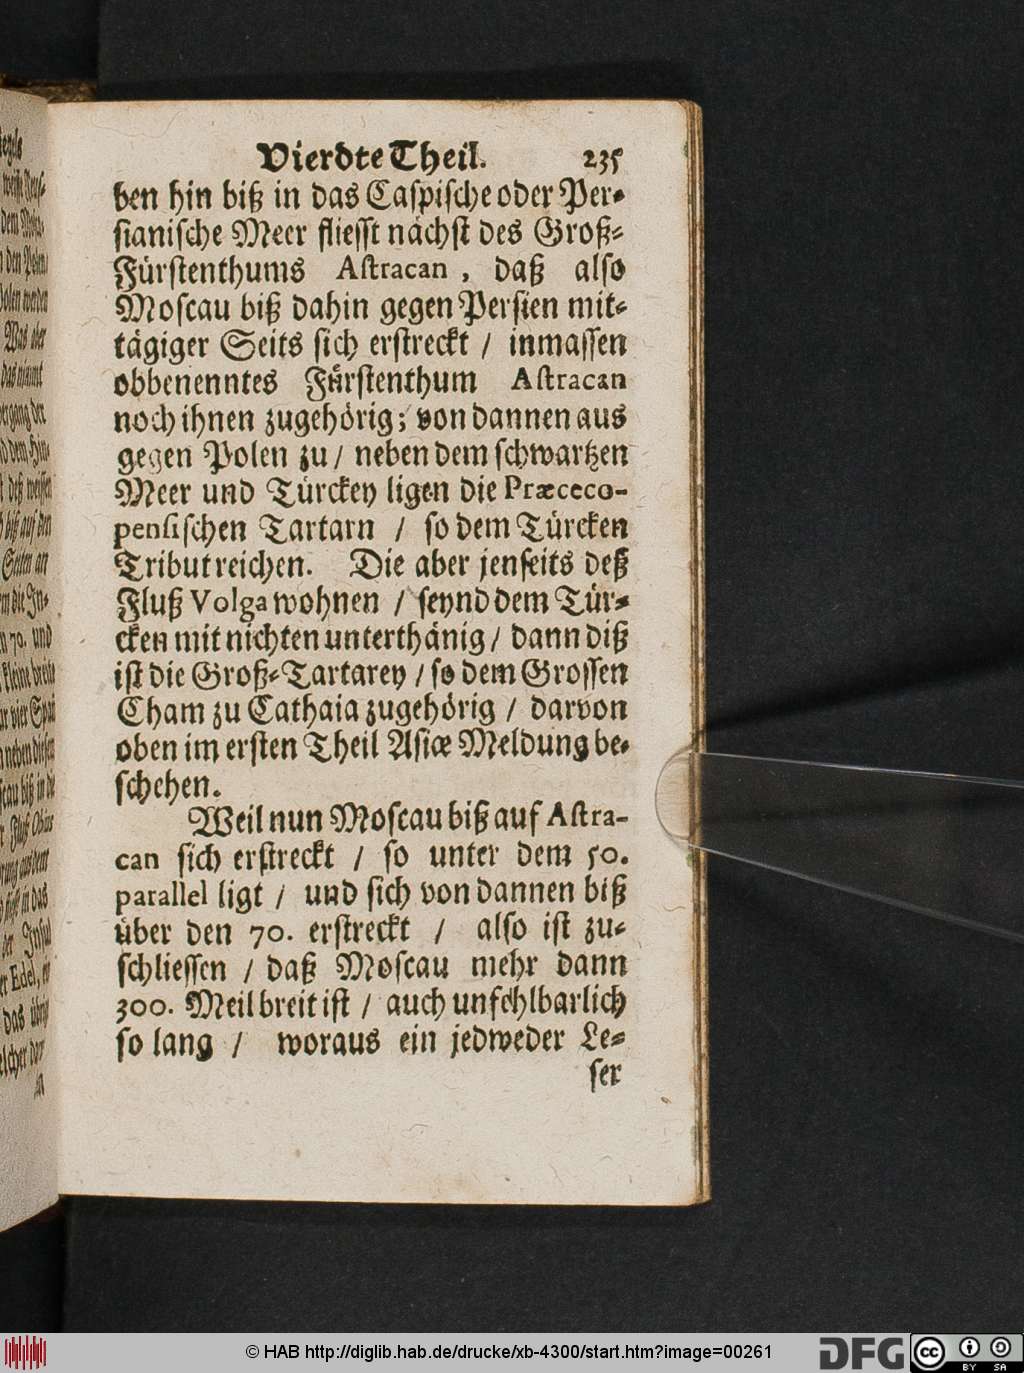 Vierdte Theil. 235
ben hin biß in das Caspische oder Per-
sianische Meer fliesst nächst des Groß-
Fürstenthums Astracan, daß also
Moscau biß dahin gegen Persien mit-
tägiger Seits sich erstreckt / inmassen
obbenenntes Fürstenthum Astracan
noch ihnen zugehörig; von dannen aus
gegen Polen zu / neben dem schwartzen
Meer und Türckey ligen die Præceco-
pensischen Tartarn / so dem Türcken
Tribut reichen. Die aber jenseits deß
Fluß Volga wohnen / seynd dem Tür-
cken mit nichten unterthänig / dann diß
ist die Groß-Tartarey / so dem Grossen
Cham zu Cathaia zugehörig / darvon
oben im ersten Theil Asiæ Meldung be-
schehen.
Weil nun Moscau biß auf Astra-
can sich erstreckt / so unter dem 50.
parallel ligt / und sich von dannen biß
über den 70. erstreckt / also ist zu-
schliessen / daß Moscau mehr dann
300. Meil breit ist / auch unfehlbarlich
so lang / woraus ein jedweder Le-
ser
© HAB http://diglib.hab.de/drucke/xb-4300/start.htm?image=00261
DFG
cc BY SA